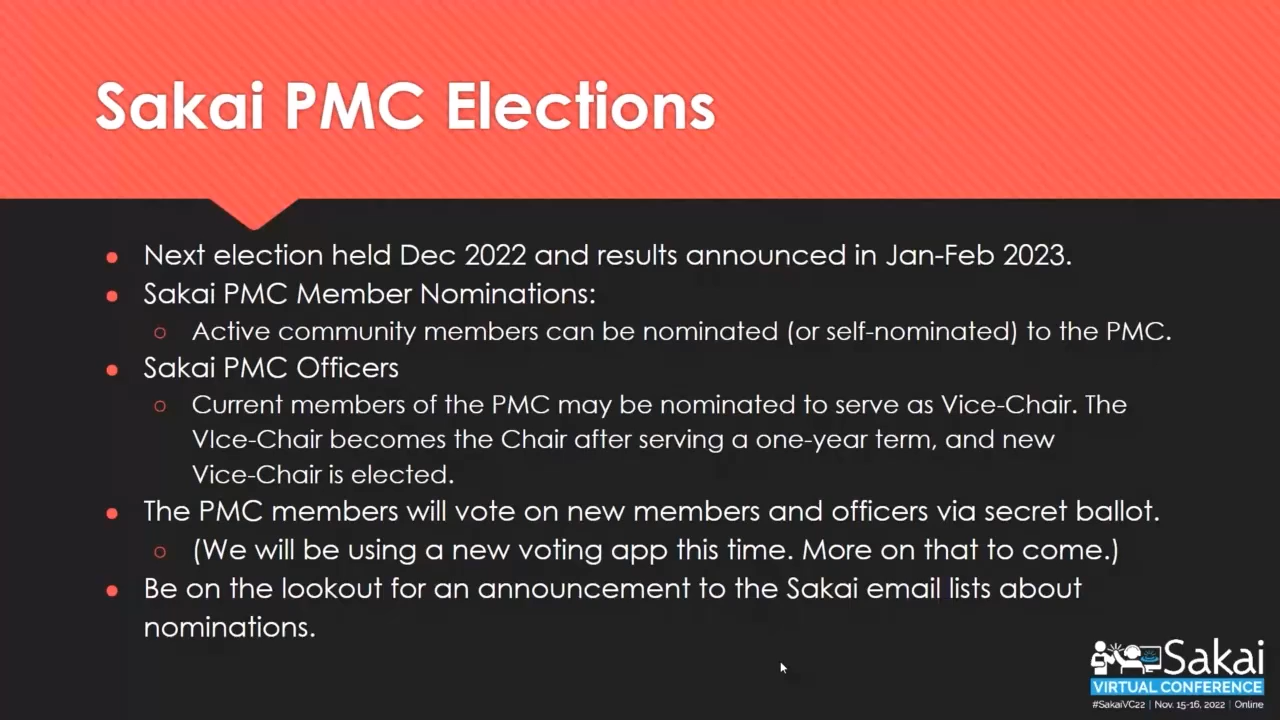 Sakai PMC Elections
● Next election held Dec 2022 and results announced in Jan-Feb 2023.
● Sakai PMC Member Nominations:
○ Active community members can be nominated (or self-nominated) to the PMC.
● Sakai PMC Officers
○ Current members of the PMC may be nominated to serve as Vice-Chair. The
VIce-Chair becomes the Chair after serving a one-year term, and new
Vice-Chair is elected.
● The PMC members will vote on new members and officers via secret ballot.
○ (We will be using a new voting app this time. More on that to come.)
● Be on the lookout for an announcement to the Sakai email lists about
nominations.
Sakai
VIRTUAL CONFERENCE
#SakaiVC22 | Nov. 15-16, 2022 | Online